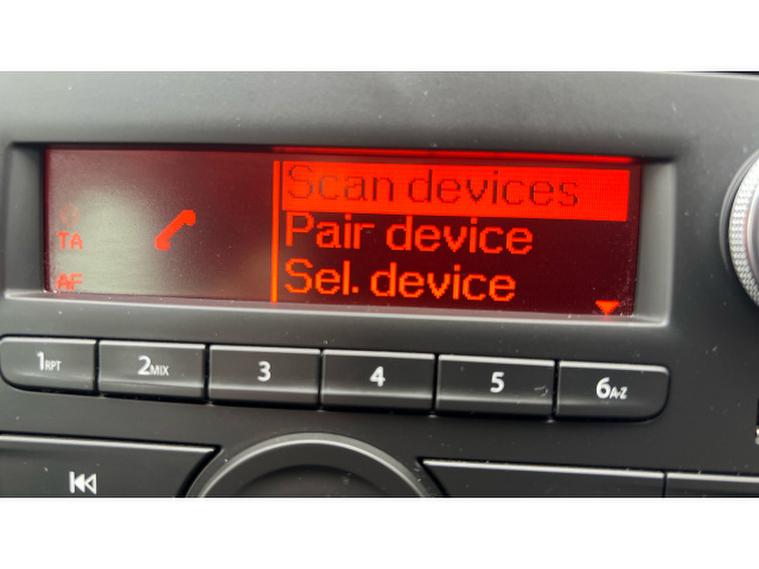 Scan devices
Pair device
TA
Sel. device
AF
1RPT
2MIX
3
4
5
6A-Z